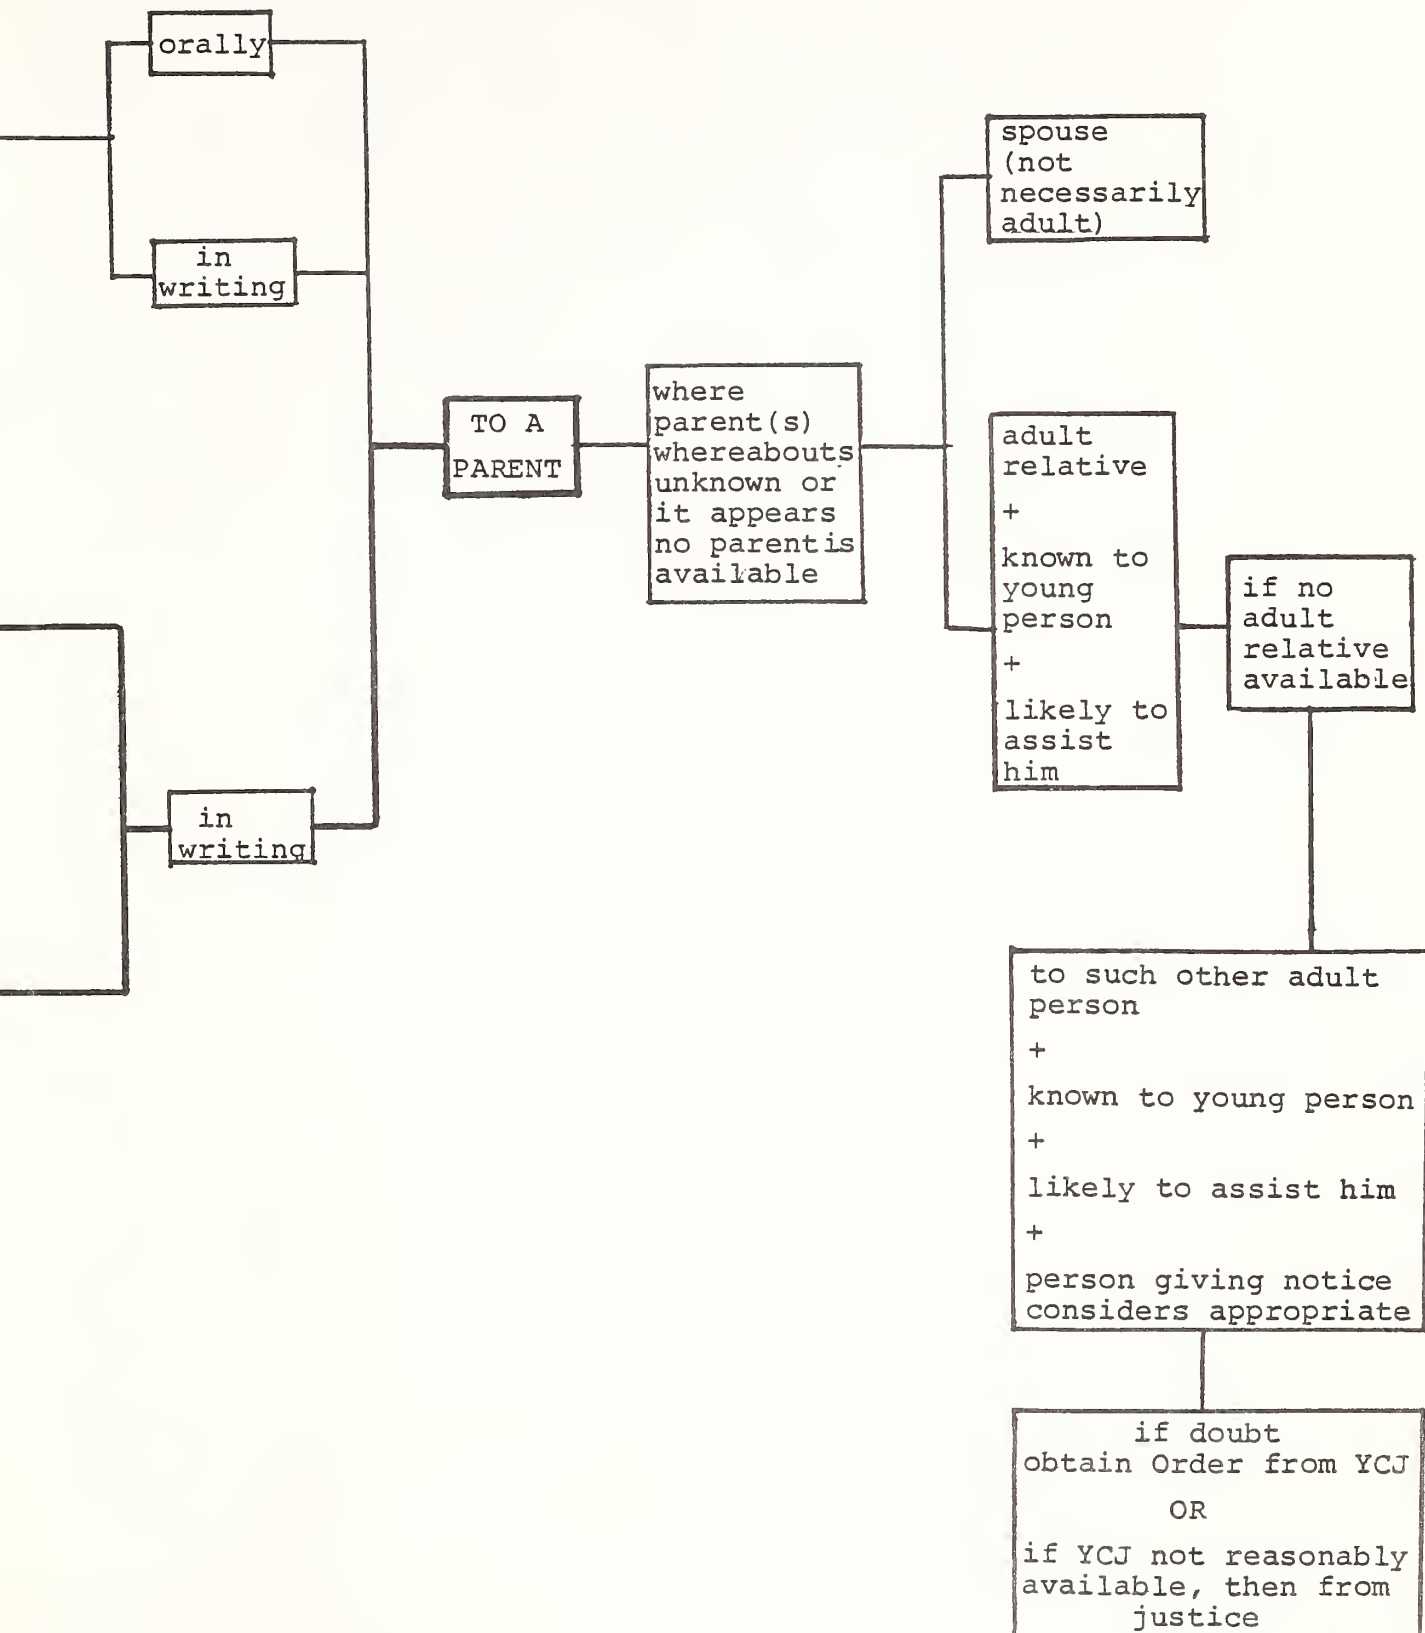 orally
in
writing
in
writing
TO A
PARENT
where
parent(s)
whereabouts
unknown or
it appears
no parent is
available
spouse
(not
necessarily
adult)
adult
relative
+
known to
young
person
+
likely to
assist
him
if no
adult
relative
available
to such other adult
person
+
known to young person
+
likely to assist him
+
person giving notice
considers appropriate
if doubt
obtain Order from YCJ
OR
if YCJ not reasonably
available, then from
justice